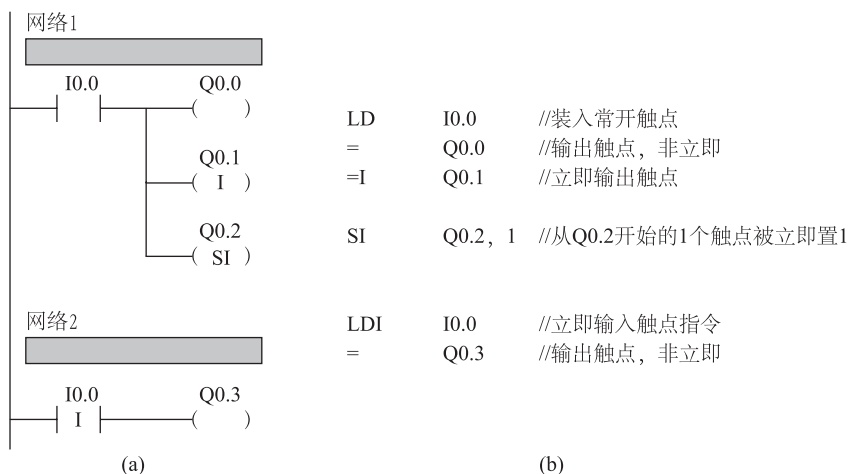 网络1
I0.0 Q0.0
( )
Q0.1
( I )
Q0.2
( SI )
网络2
I0.0 Q0.3
I ( )
(a)
LD I0.0 //装入常开触点
= Q0.0 //输出触点，非立即
=I Q0.1 //立即输出触点
SI Q0.2，1 //从Q0.2开始的1个触点被立即置1
LDI I0.0 //立即输入触点指令
= Q0.3 //输出触点，非立即
(b)